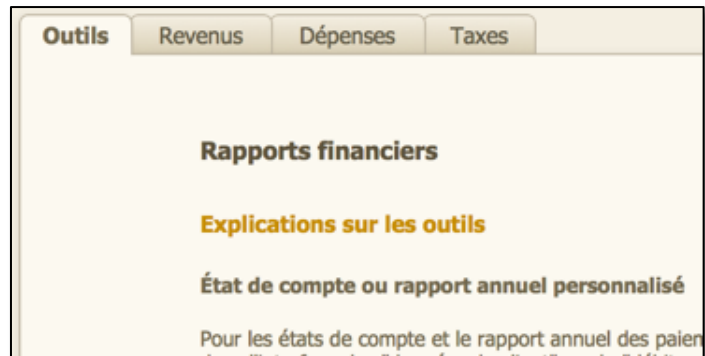 Outils Revenus Dépenses Taxes
Rapports financiers
Explications sur les outils
État de compte ou rapport annuel personnalisé
Pour les états de compte et le rapport annuel des paien